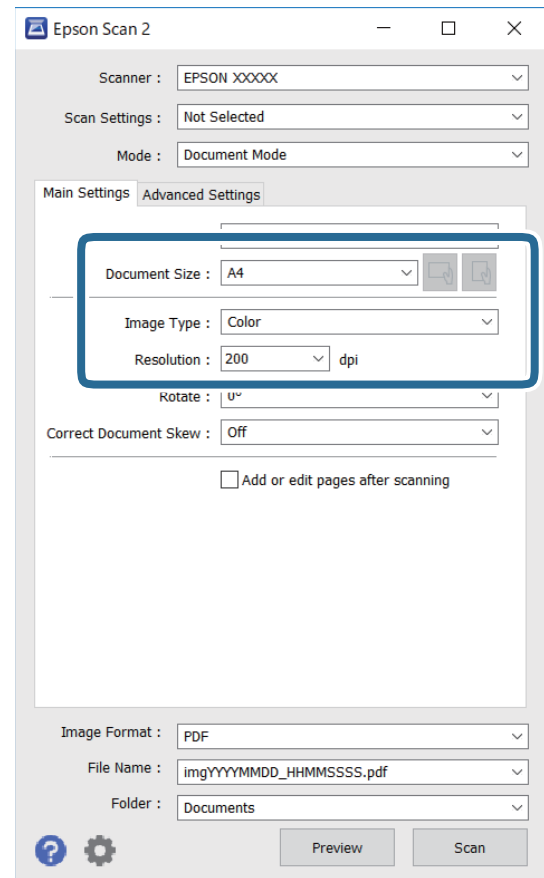 Epson Scan 2
Scanner : EPSON XXXXX
Scan Settings : Not Selected
Mode : Document Mode
Main Settings Advanced Settings
Document Size : A4
Image Type : Color
Resolution : 200 dpi
Rotate : 0°
Correct Document Skew : Off
Add or edit pages after scanning
Image Format : PDF
File Name : imgYYYYMMDD_HHMMSSSS.pdf
Folder : Documents
? Preview Scan